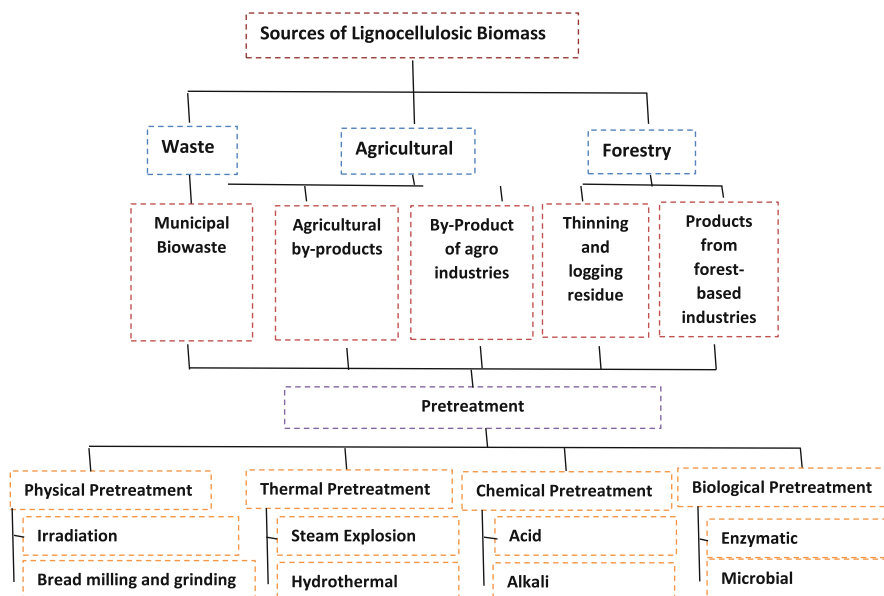 Sources of Lignocellulosic Biomass
Waste
Agricultural
Forestry
Municipal
Biowaste
Agricultural
by-products
By-Product
of agro
industries
Thinning
and
logging
residue
Products
from
forest-
based
industries
Pretreatment
Physical Pretreatment
Irradiation
Bread milling and grinding
Thermal Pretreatment
Steam Explosion
Hydrothermal
Chemical Pretreatment
Acid
Alkali
Biological Pretreatment
Enzymatic
Microbial